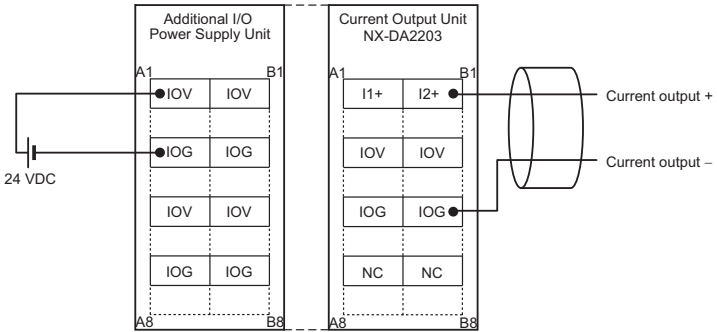 Additional I/O
Power Supply Unit
Current Output Unit
NX-DA2203
A1 B1 A1 B1
IOV IOV I1+ I2+ Current output +
IOG IOG IOV IOV Current output −
24 VDC
IOV IOV IOG IOG
IOG IOG NC NC
A8 B8 A8 B8